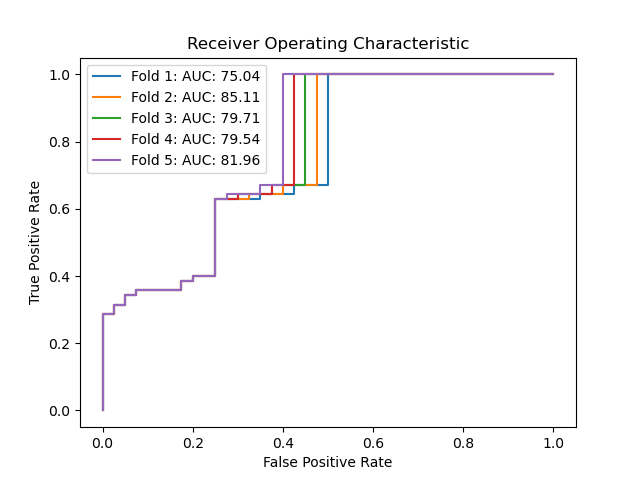 Receiver Operating Characteristic
Fold 1: AUC: 75.04
Fold 2: AUC: 85.11
Fold 3: AUC: 79.71
Fold 4: AUC: 79.54
Fold 5: AUC: 81.96
True Positive Rate
1.0
0.8
0.6
0.4
0.2
0.0
0.0 0.2 0.4 0.6 0.8 1.0
False Positive Rate